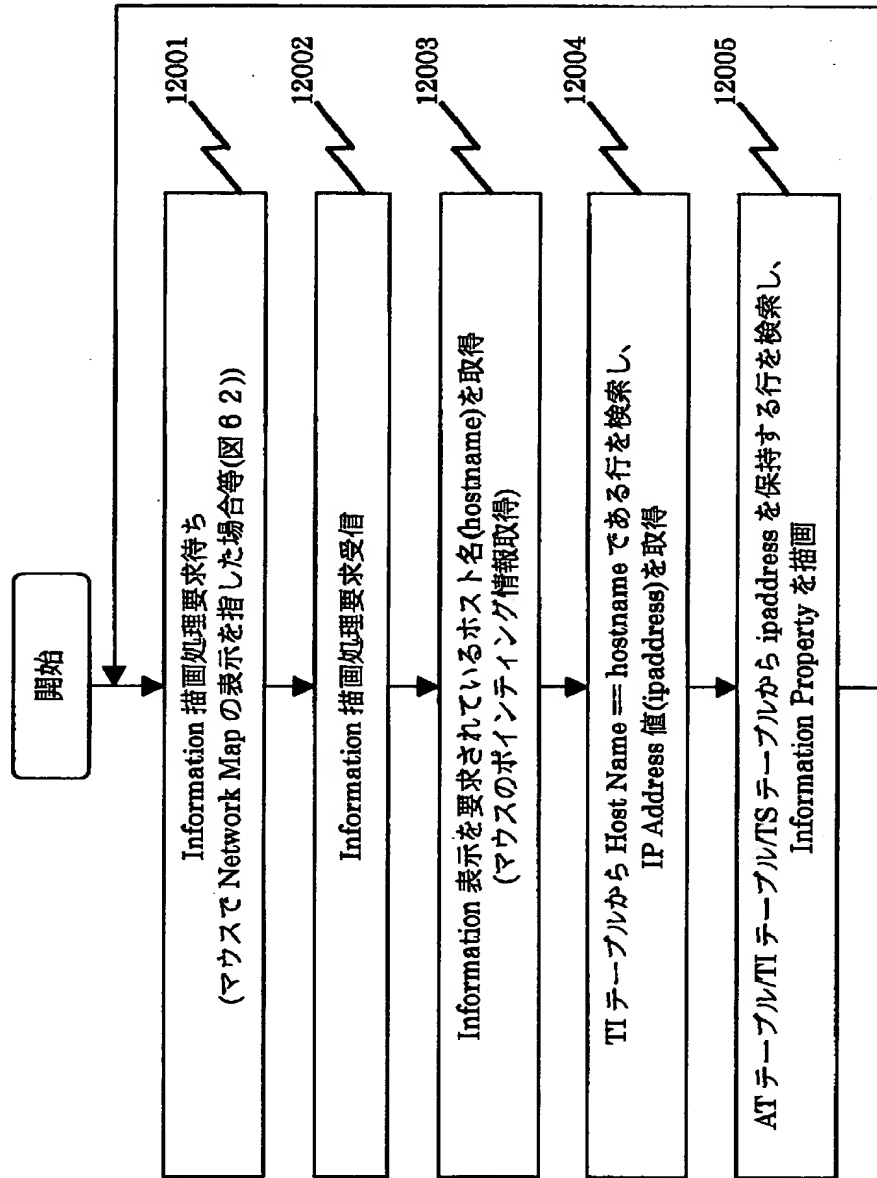 開始
12001
Information 描画処理要求待ち
(マウスで Network Map の表示を指した場合等(図６２))
12002
Information 描画処理要求受信
12003
Information 表示を要求されているホスト名(hostname)を取得
(マウスのポインティング情報取得)
12004
TI テーブルから Host Name == hostname である行を検索し、
IP Address 値(ipaddress)を取得
12005
AT テーブル/TI テーブル/TS テーブルから ipaddress を保持する行を検索し、
Information Property を描画